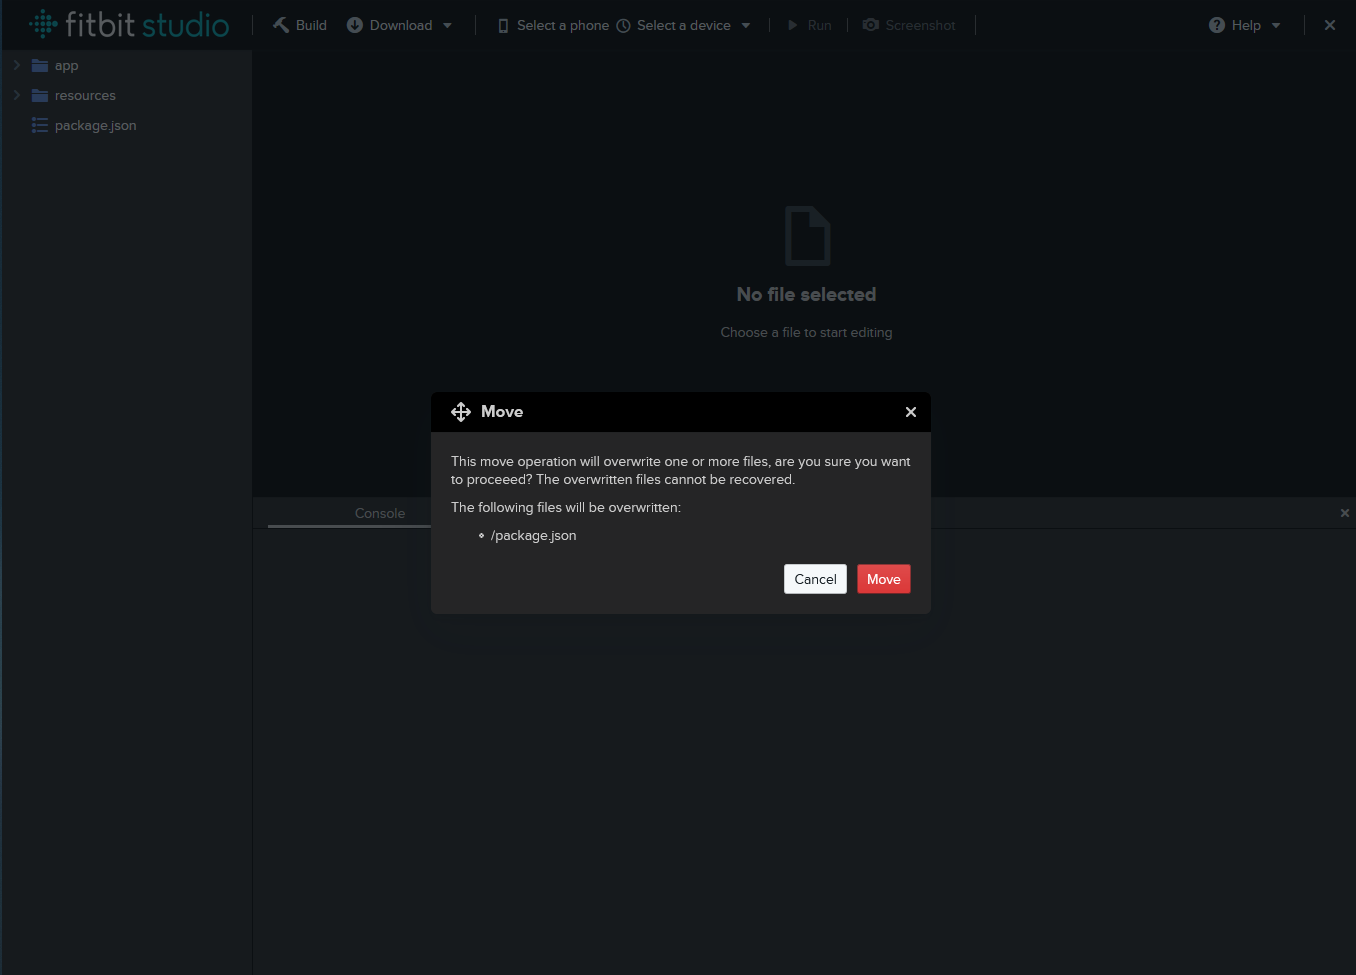 fitbit studio
Build
Download
Select a phone
Select a device
Run
Screenshot
Help
app
resources
package.json
No file selected
Choose a file to start editing
Move
This move operation will overwrite one or more files, are you sure you want
to proceeed? The overwritten files cannot be recovered.
The following files will be overwritten:
/package.json
Cancel
Move
Console